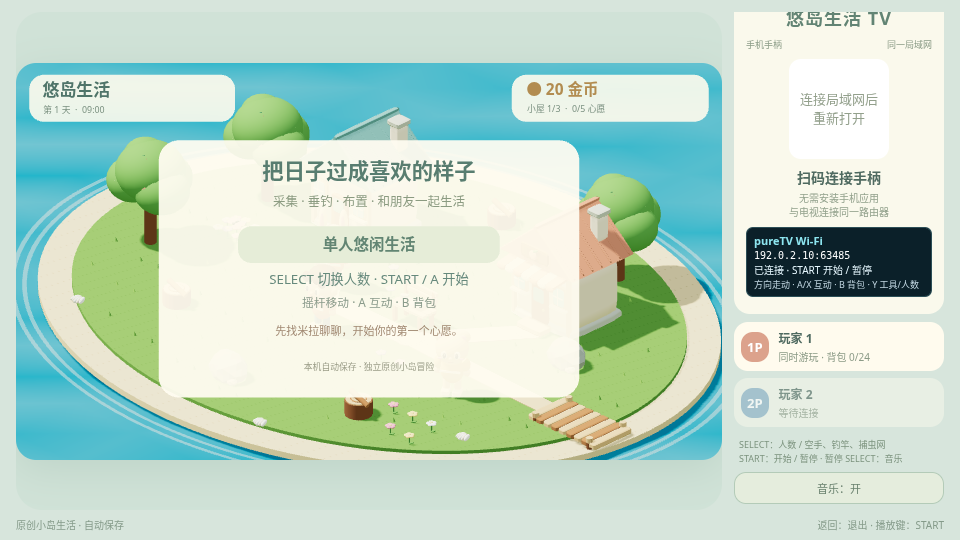 悠岛生活
第 1 天 · 09:00
20 金币
小屋 1/3 · 0/5 心愿
把日子过成喜欢的样子
采集 · 垂钓 · 布置 · 和朋友一起生活
单人悠闲生活
SELECT 切换人数 · START / A 开始
摇杆移动 · A 互动 · B 背包
先找米拉聊聊，开始你的第一个心愿。
本机自动保存 · 独立原创小岛冒险
悠岛生活 TV
手机手柄
同一局域网
连接局域网后
重新打开
扫码连接手柄
无需安装手机应用
与电视连接同一路由器
pureTV Wi-Fi
192.0.2.10:63485
已连接 · START 开始 / 暂停
方向走动 · A/X 互动 · B 背包 · Y 工具/人数
1P
玩家 1
同时游玩 · 背包 0/24
2P
玩家 2
等待连接
SELECT：人数 / 空手、钓竿、捕虫网
START：开始 / 暂停 · 暂停 SELECT：音乐
音乐：开
原创小岛生活 · 自动保存
返回：退出 · 播放键：START